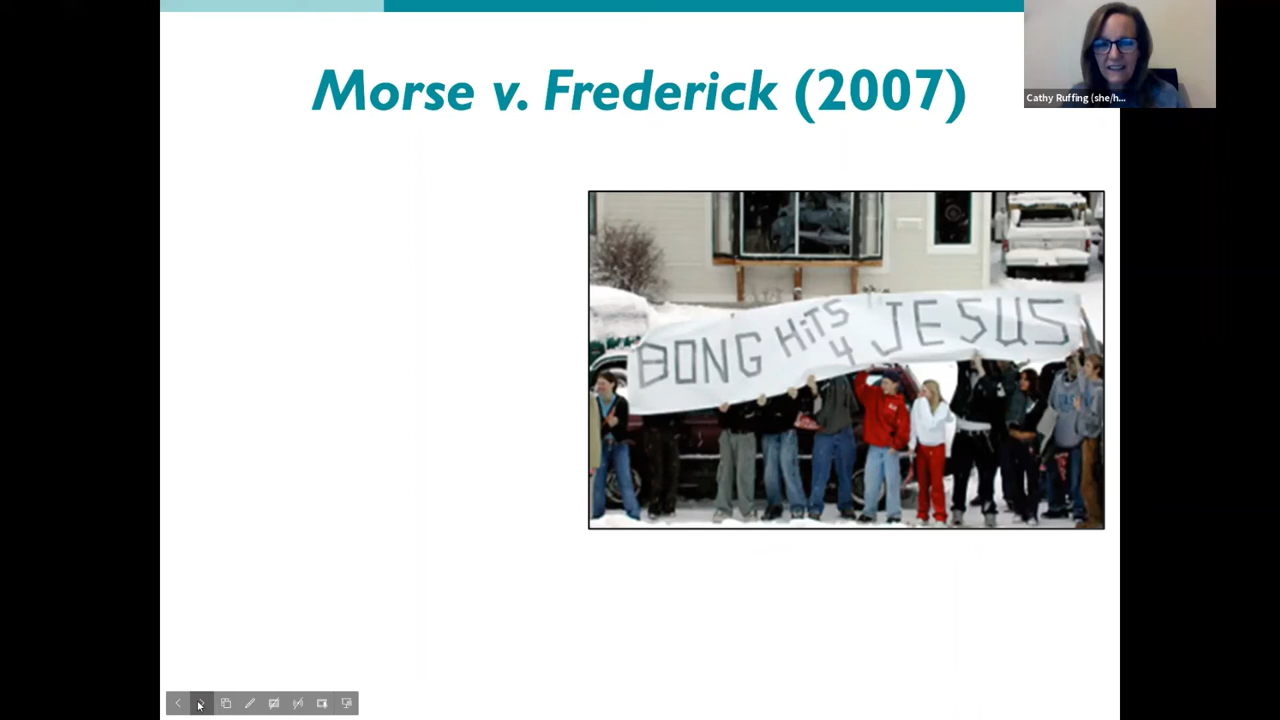 Morse v. Frederick (2007)
Cathy Ruffing (she/h...
BONG HiTS 4 JESUS